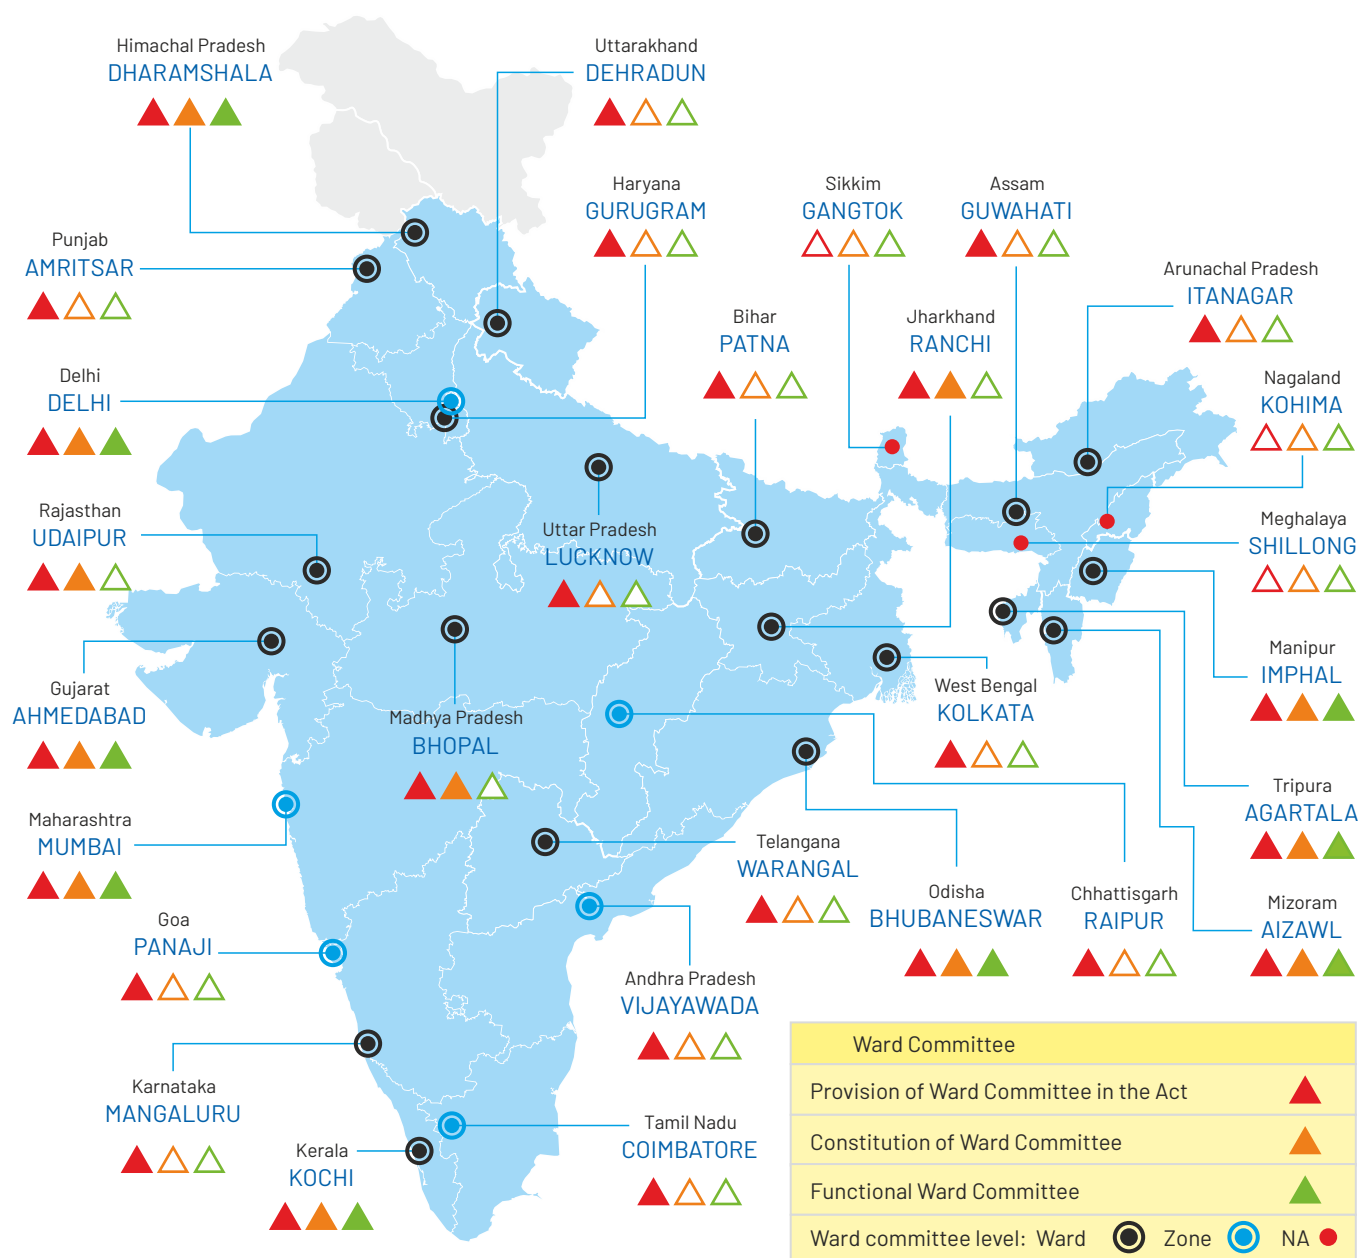 Himachal Pradesh
DHARAMSHALA
Uttarakhand
DEHRADUN
Haryana
GURUGRAM
Sikkim
GANGTOK
Assam
GUWAHATI
Punjab
AMRITSAR
Arunachal Pradesh
ITANAGAR
Bihar
PATNA
Jharkhand
RANCHI
Delhi
DELHI
Nagaland
KOHIMA
Rajasthan
UDAIPUR
Uttar Pradesh
LUCKNOW
Meghalaya
SHILLONG
Manipur
IMPHAL
Gujarat
AHMEDABAD
Madhya Pradesh
BHOPAL
West Bengal
KOLKATA
Tripura
AGARTALA
Maharashtra
MUMBAI
Telangana
WARANGAL
Odisha
BHUBANESWAR
Chhattisgarh
RAIPUR
Mizoram
AIZAWL
Goa
PANAJI
Andhra Pradesh
VIJAYAWADA
Karnataka
MANGALURU
Kerala
KOCHI
Tamil Nadu
COIMBATORE
Ward Committee
Provision of Ward Committee in the Act
Constitution of Ward Committee
Functional Ward Committee
Ward committee level: Ward Zone NA